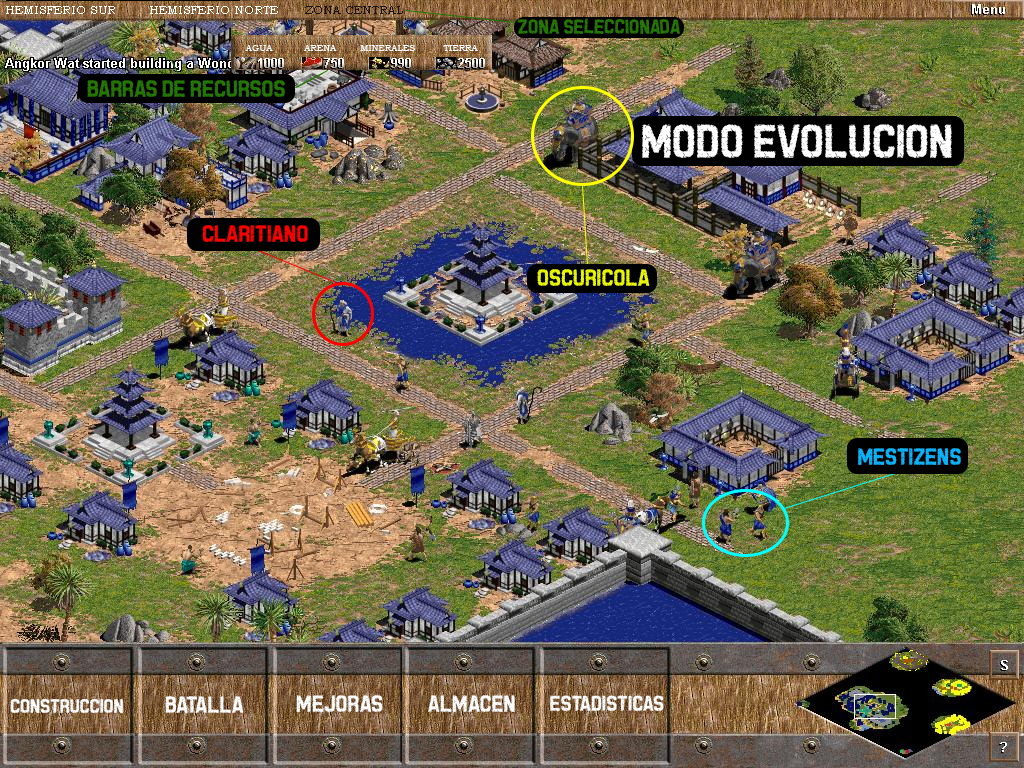 HEMISFERIO SUR HEMISFERIO NORTE ZONA CENTRAL Menu
ZONA SELECCIONADA
AGUA ARENA MINERALES TIERRA
Angkor Wat started building a Wond 1000 750 990 2500
BARRAS DE RECURSOS
MODO EVOLUCION
CLARITIANO
OSCURICOLA
MESTIZENS
S
CONSTRUCCION BATALLA MEJORAS ALMACEN ESTADISTICAS
?